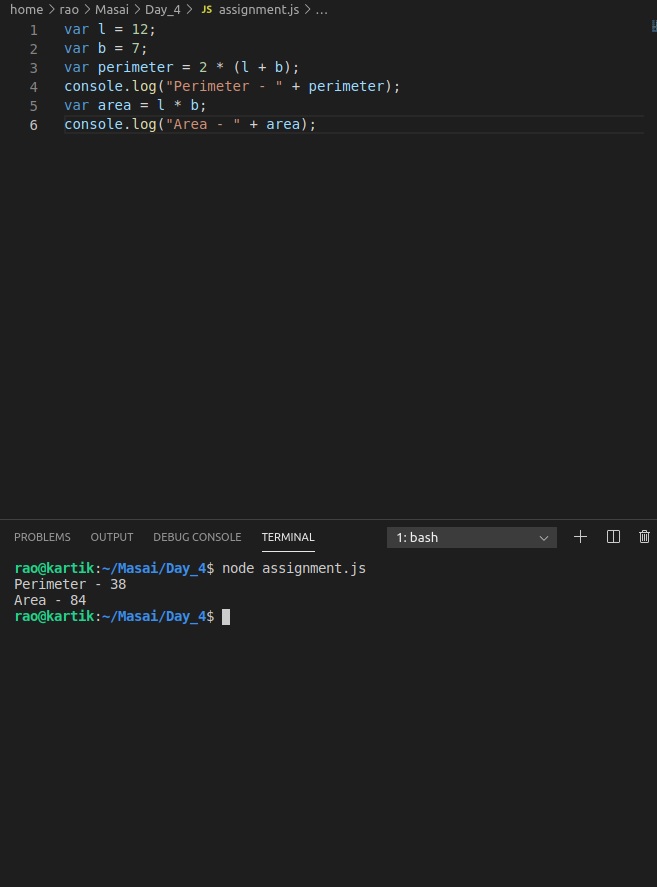 home > rao > Masai > Day_4 > JS assignment.js > ...
1 var l = 12;
2 var b = 7;
3 var perimeter = 2 * (l + b);
4 console.log("Perimeter - " + perimeter);
5 var area = l * b;
6 console.log("Area - " + area);
PROBLEMS OUTPUT DEBUG CONSOLE TERMINAL 1: bash
rao@kartik:~/Masai/Day_4$ node assignment.js
Perimeter - 38
Area - 84
rao@kartik:~/Masai/Day_4$